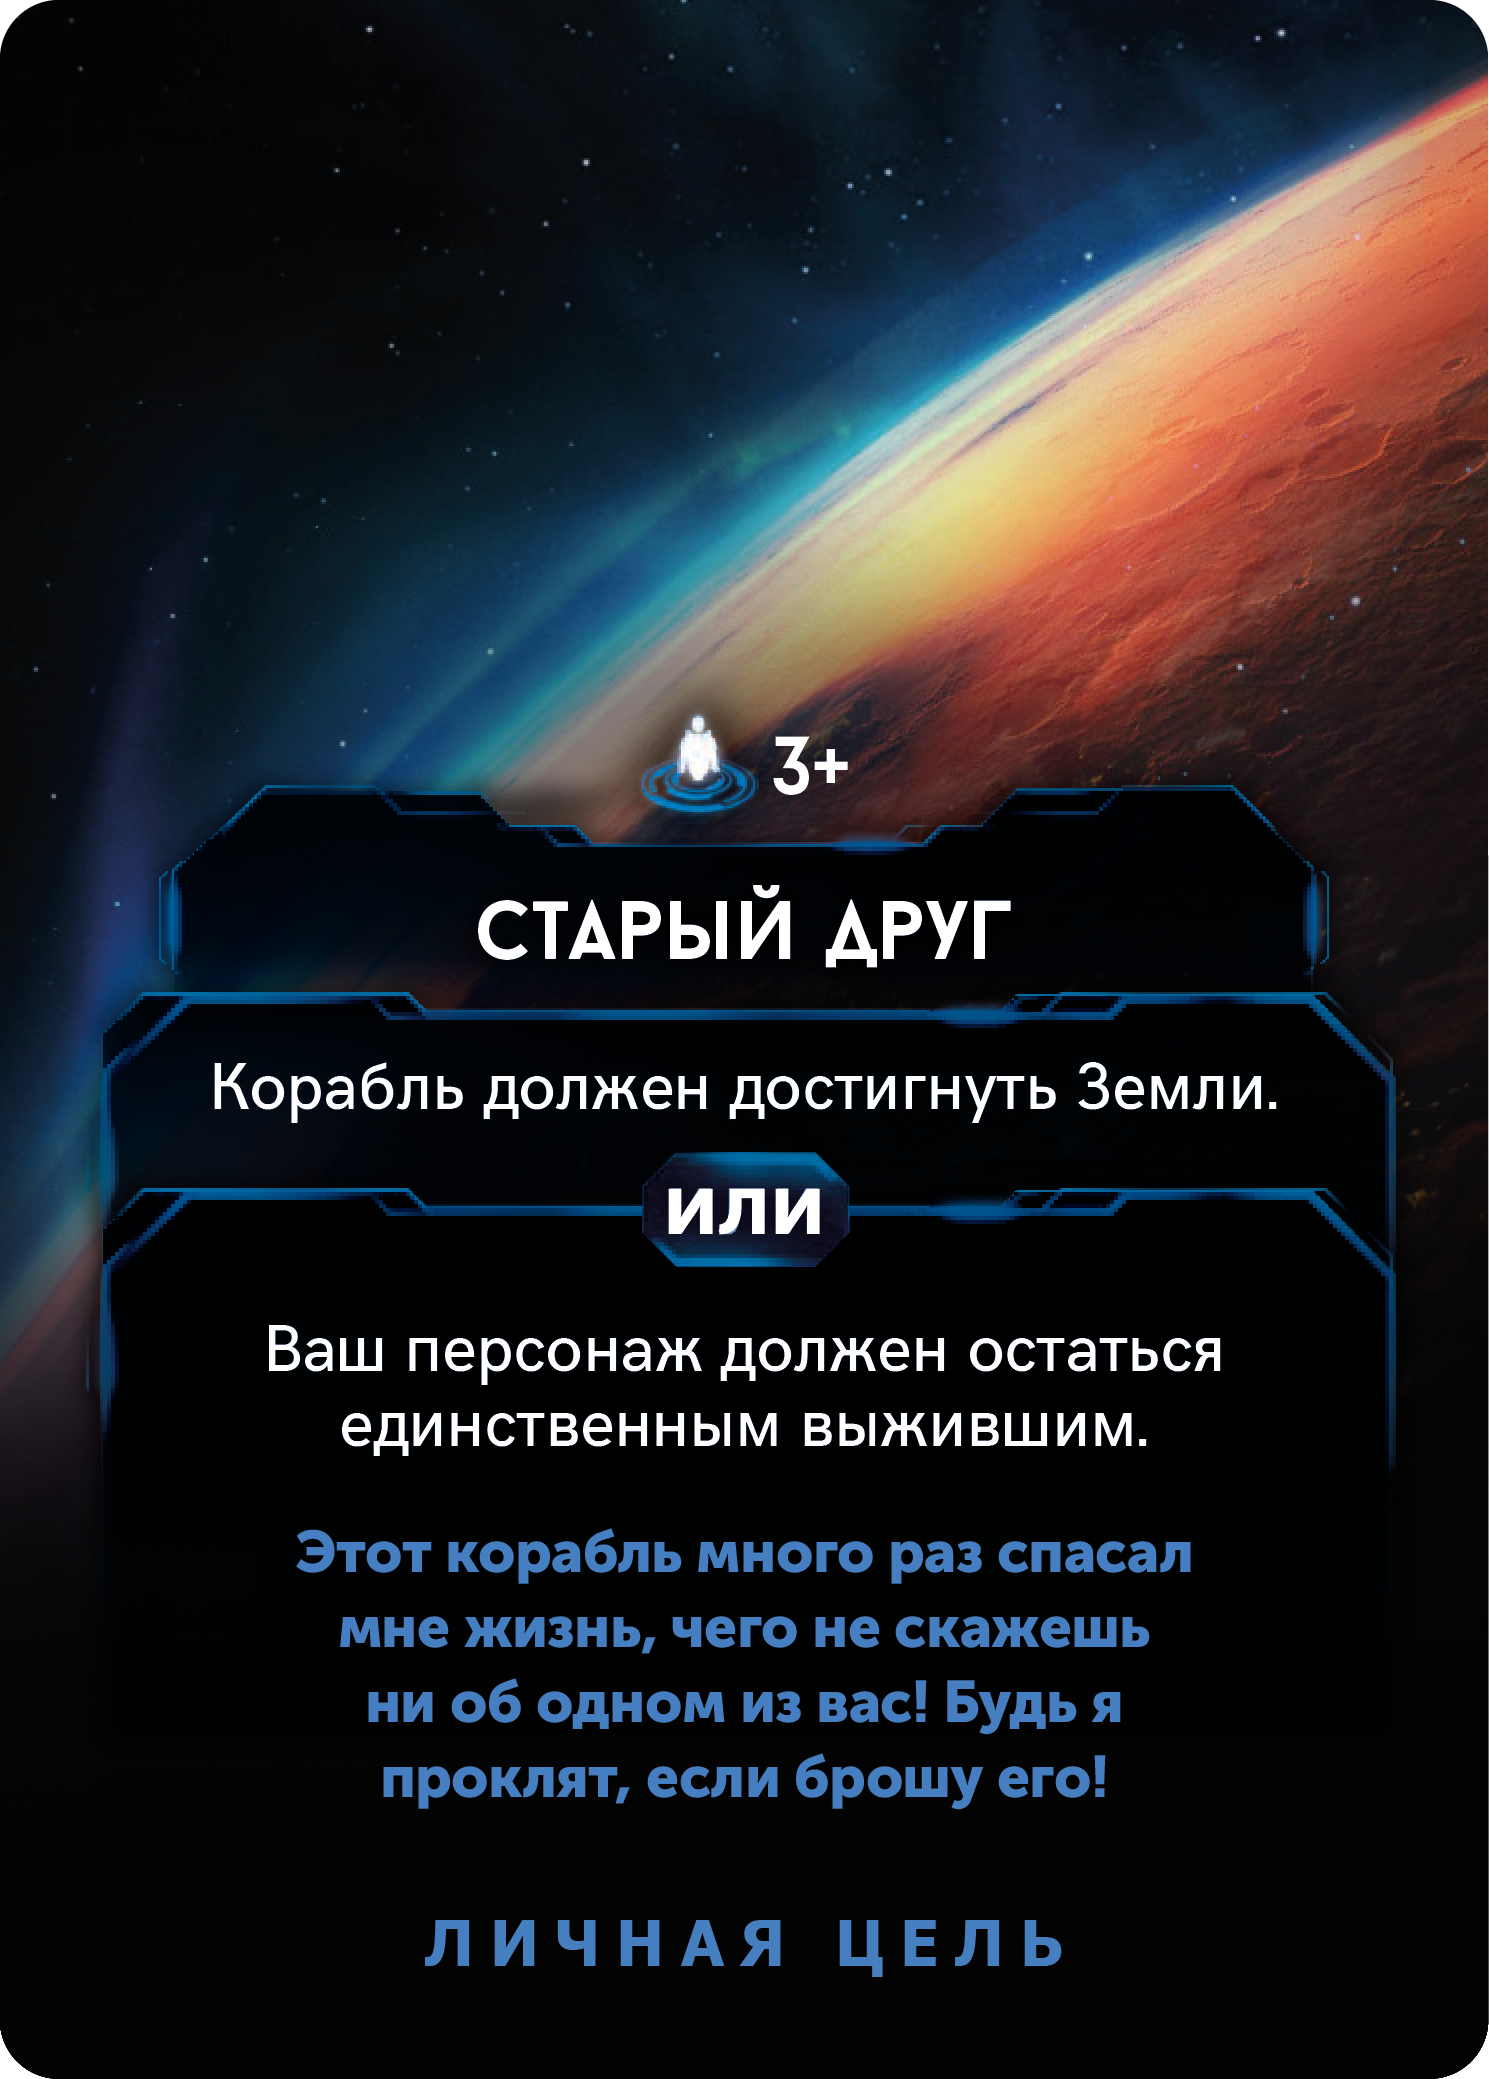 3+
СТАРЫЙ ДРУГ
Корабль должен достигнуть Земли.
ИЛИ
Ваш персонаж должен остаться
единственным выжившим.
Этот корабль много раз спасал
мне жизнь, чего не скажешь
ни об одном из вас! Будь я
проклят, если брошу его!
ЛИЧНАЯ ЦЕЛЬ